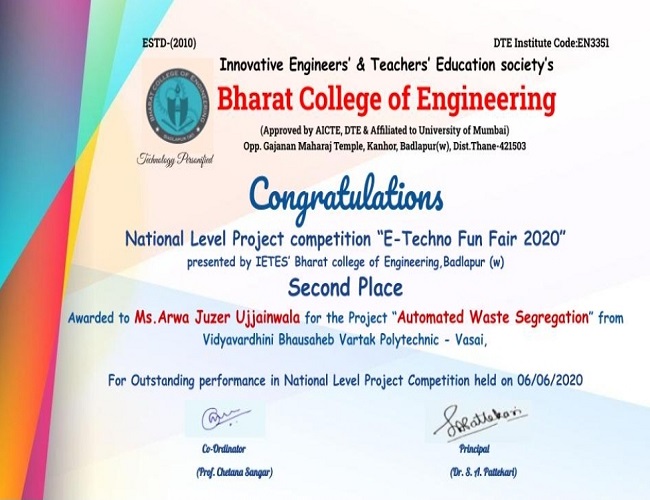 ESTD-(2010) DTE Institute Code:EN3351
Innovative Engineers' & Teachers' Education society's
Bharat College of Engineering
(Approved by AICTE, DTE & Affiliated to University of Mumbai)
Opp. Gajanan Maharaj Temple, Kanhor, Badlapur(w), Dist.Thane-421503
BHARAT COLLEGE OF ENGINEERING
Technology Personified
Congratulations
National Level Project competition "E-Techno Fun Fair 2020"
presented by IETES' Bharat college of Engineering,Badlapur (w)
Second Place
Awarded to Ms.Arwa Juzer Ujjainwala for the Project "Automated Waste Segregation" from
Vidyavardhini Bhausaheb Vartak Polytechnic - Vasai,
For Outstanding performance in National Level Project Competition held on 06/06/2020
Co-Ordinator Principal
(Prof. Chetana Sangar) (Dr. S. A. Pattekari)